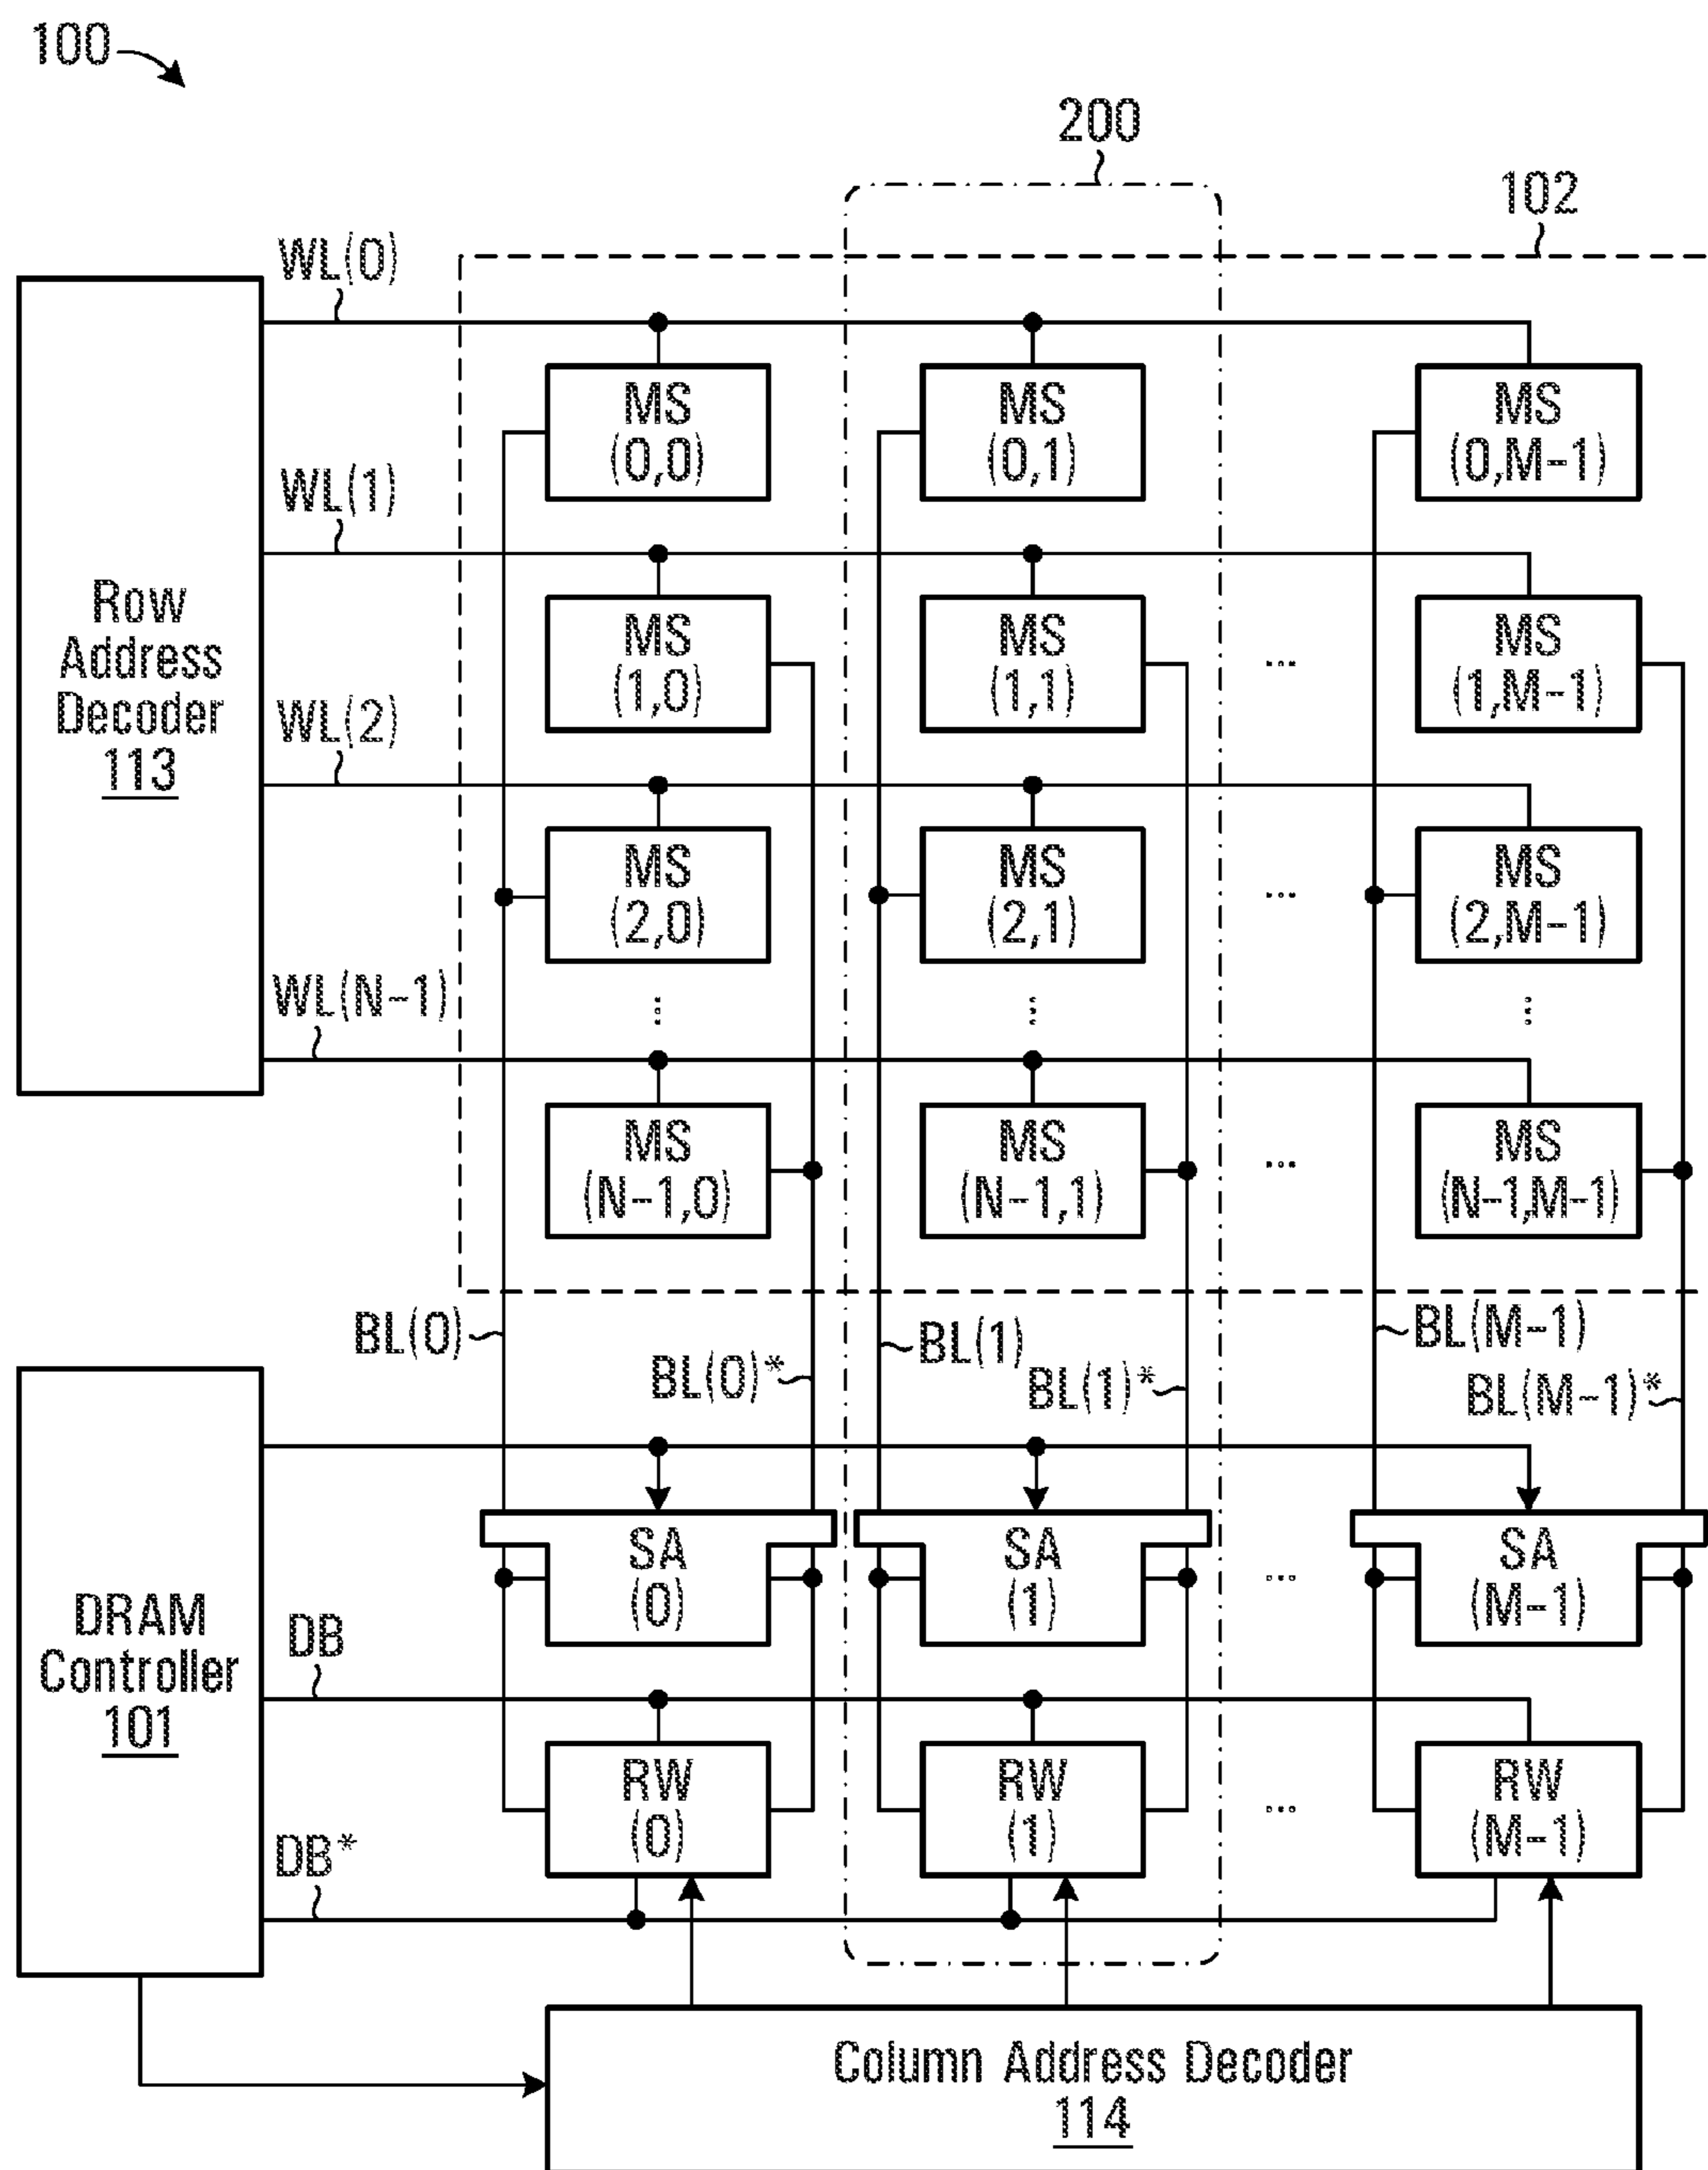 100
200
102
WL(0)
MS
(0,0)
MS
(0,1)
MS
(0,M-1)
WL(1)
Row
Address
Decoder
113
MS
(1,0)
MS
(1,1)
...
MS
(1,M-1)
WL(2)
MS
(2,0)
MS
(2,1)
...
MS
(2,M-1)
WL(N-1)
...
...
...
MS
(N-1,0)
MS
(N-1,1)
...
MS
(N-1,M-1)
BL(0)
BL(0)*
BL(1)
BL(1)*
BL(M-1)
BL(M-1)*
DRAM
Controller
101
SA
(0)
SA
(1)
...
SA
(M-1)
DB
RW
(0)
RW
(1)
...
RW
(M-1)
DB*
Column Address Decoder
114